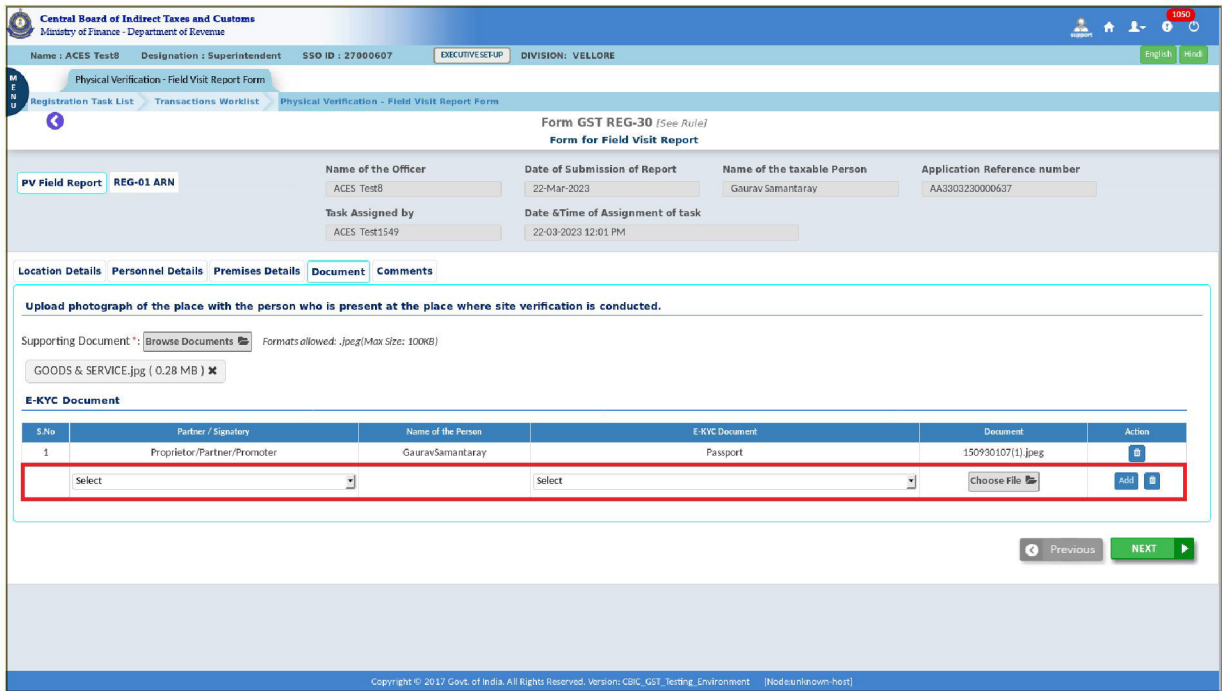 Central Board of Indirect Taxes and Customs
Ministry of Finance - Department of Revenue
support
1050
Name : ACES Test8 Designation : Superintendent SSO ID : 27000607 EXECUTIVE SET-UP DIVISION: VELLORE English Hindi
MENU
Physical Verification - Field Visit Report Form
Registration Task List Transactions Worklist Physical Verification - Field Visit Report Form
Form GST REG-30 [See Rule]
Form for Field Visit Report
PV Field Report REG-01 ARN
Name of the Officer Date of Submission of Report Name of the taxable Person Application Reference number
ACES Test8 22-Mar-2023 Gaurav Samantaray AA3303230000637
Task Assigned by Date &Time of Assignment of task
ACES Test1549 22-03-2023 12:01 PM
Location Details Personnel Details Premises Details Document Comments
Upload photograph of the place with the person who is present at the place where site verification is conducted.
Supporting Document *: Browse Documents Formats allowed: .jpeg(Max Size: 100KB)
GOODS & SERVICE.jpg ( 0.28 MB ) ✖
E-KYC Document
S.No Partner / Signatory Name of the Person E-KYC Document Document Action
1 Proprietor/Partner/Promoter GauravSamantaray Passport 150930107(1).jpeg
Select Select Choose File Add
Previous NEXT
Copyright © 2017 Govt. of India. All Rights Reserved. Version: CBIC_GST_Testing_Environment [Node:unknown-host]